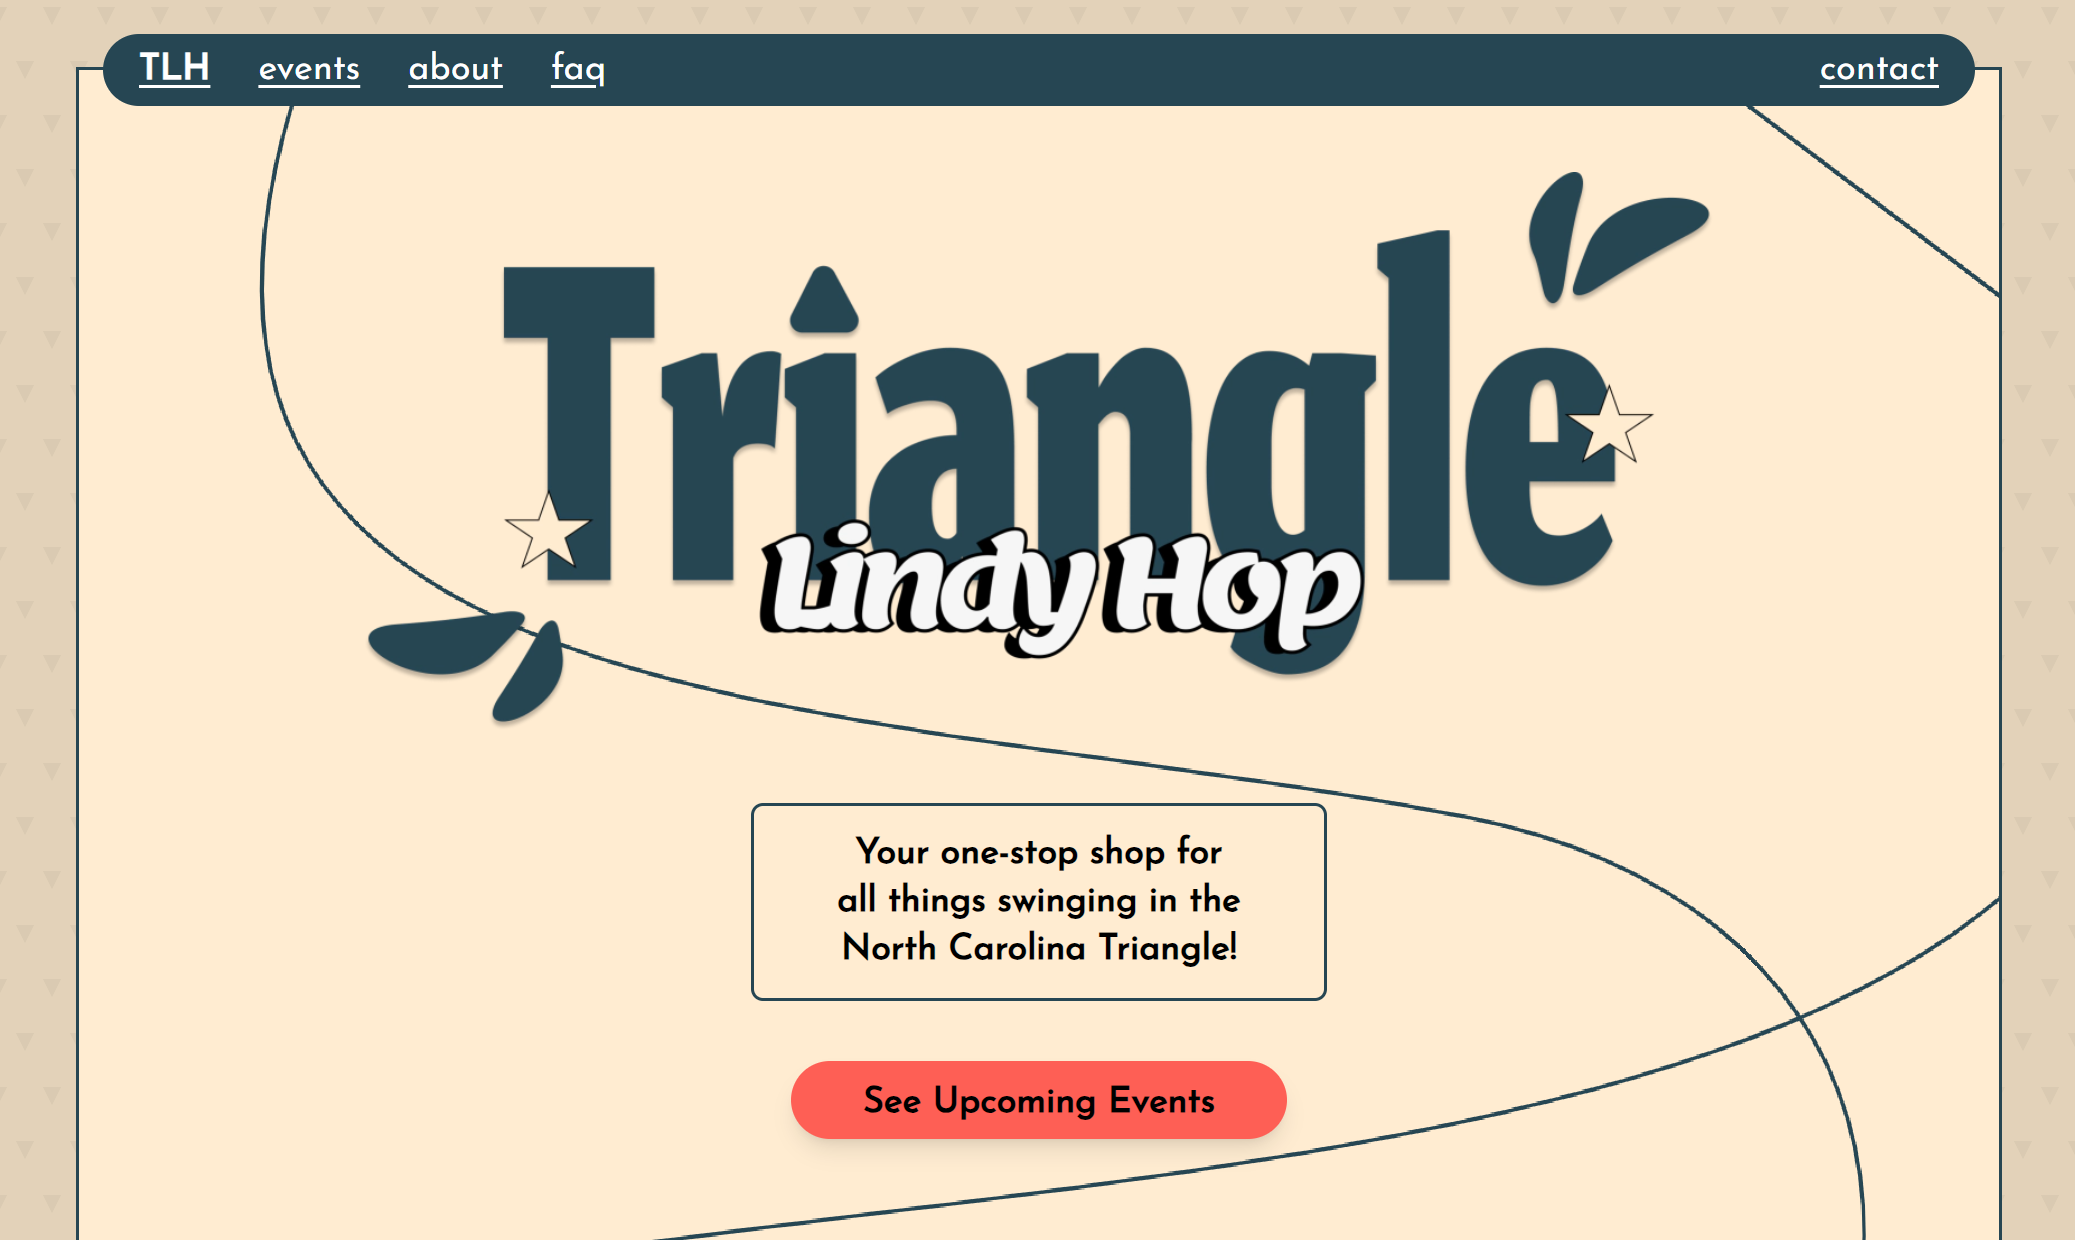 TLH events about faq contact
Triangle
Lindy Hop
Your one-stop shop for
all things swinging in the
North Carolina Triangle!
See Upcoming Events